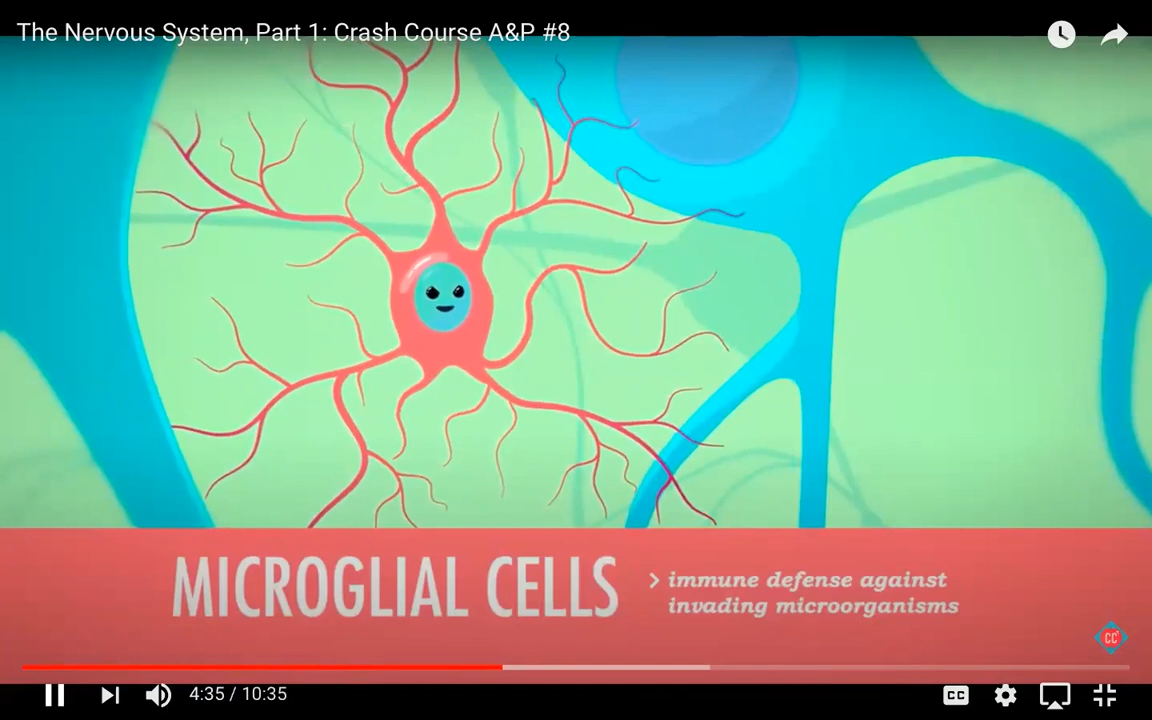 The Nervous System, Part 1: Crash Course A&P #8
MICROGLIAL CELLS
> immune defense against
invading microorganisms
CC
4:35 / 10:35
CC